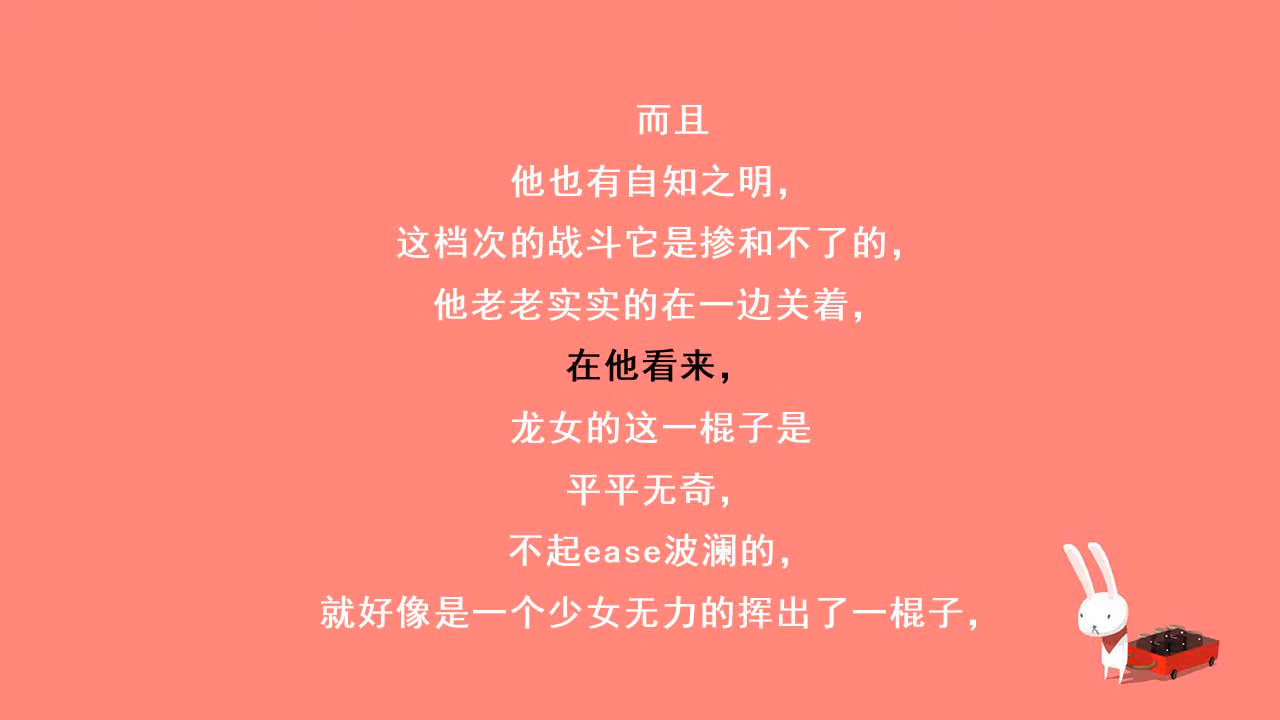 而且
他也有自知之明，
这档次的战斗它是掺和不了的，
他老老实实的在一边关着，
在他看来，
龙女的这一棍子是
平平无奇，
不起ease波澜的，
就好像是一个少女无力的挥出了一棍子，